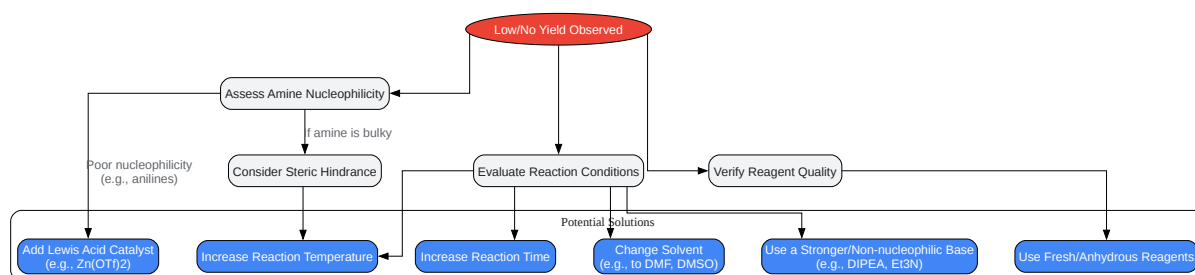 Low/No Yield Observed
Assess Amine Nucleophilicity
If amine is bulky
Poor nucleophilicity
(e.g., anilines)
Consider Steric Hindrance
Evaluate Reaction Conditions
Verify Reagent Quality
Potential Solutions
Add Lewis Acid Catalyst
(e.g., Zn(OTf)2)
Increase Reaction Temperature
Increase Reaction Time
Change Solvent
(e.g., to DMF, DMSO)
Use a Stronger/Non-nucleophilic Base
(e.g., DIPEA, Et3N)
Use Fresh/Anhydrous Reagents